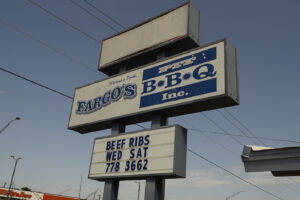 FARGO'S
PIT
B·B·Q
Inc.
BEEF RIBS
WED SAT
778 3662